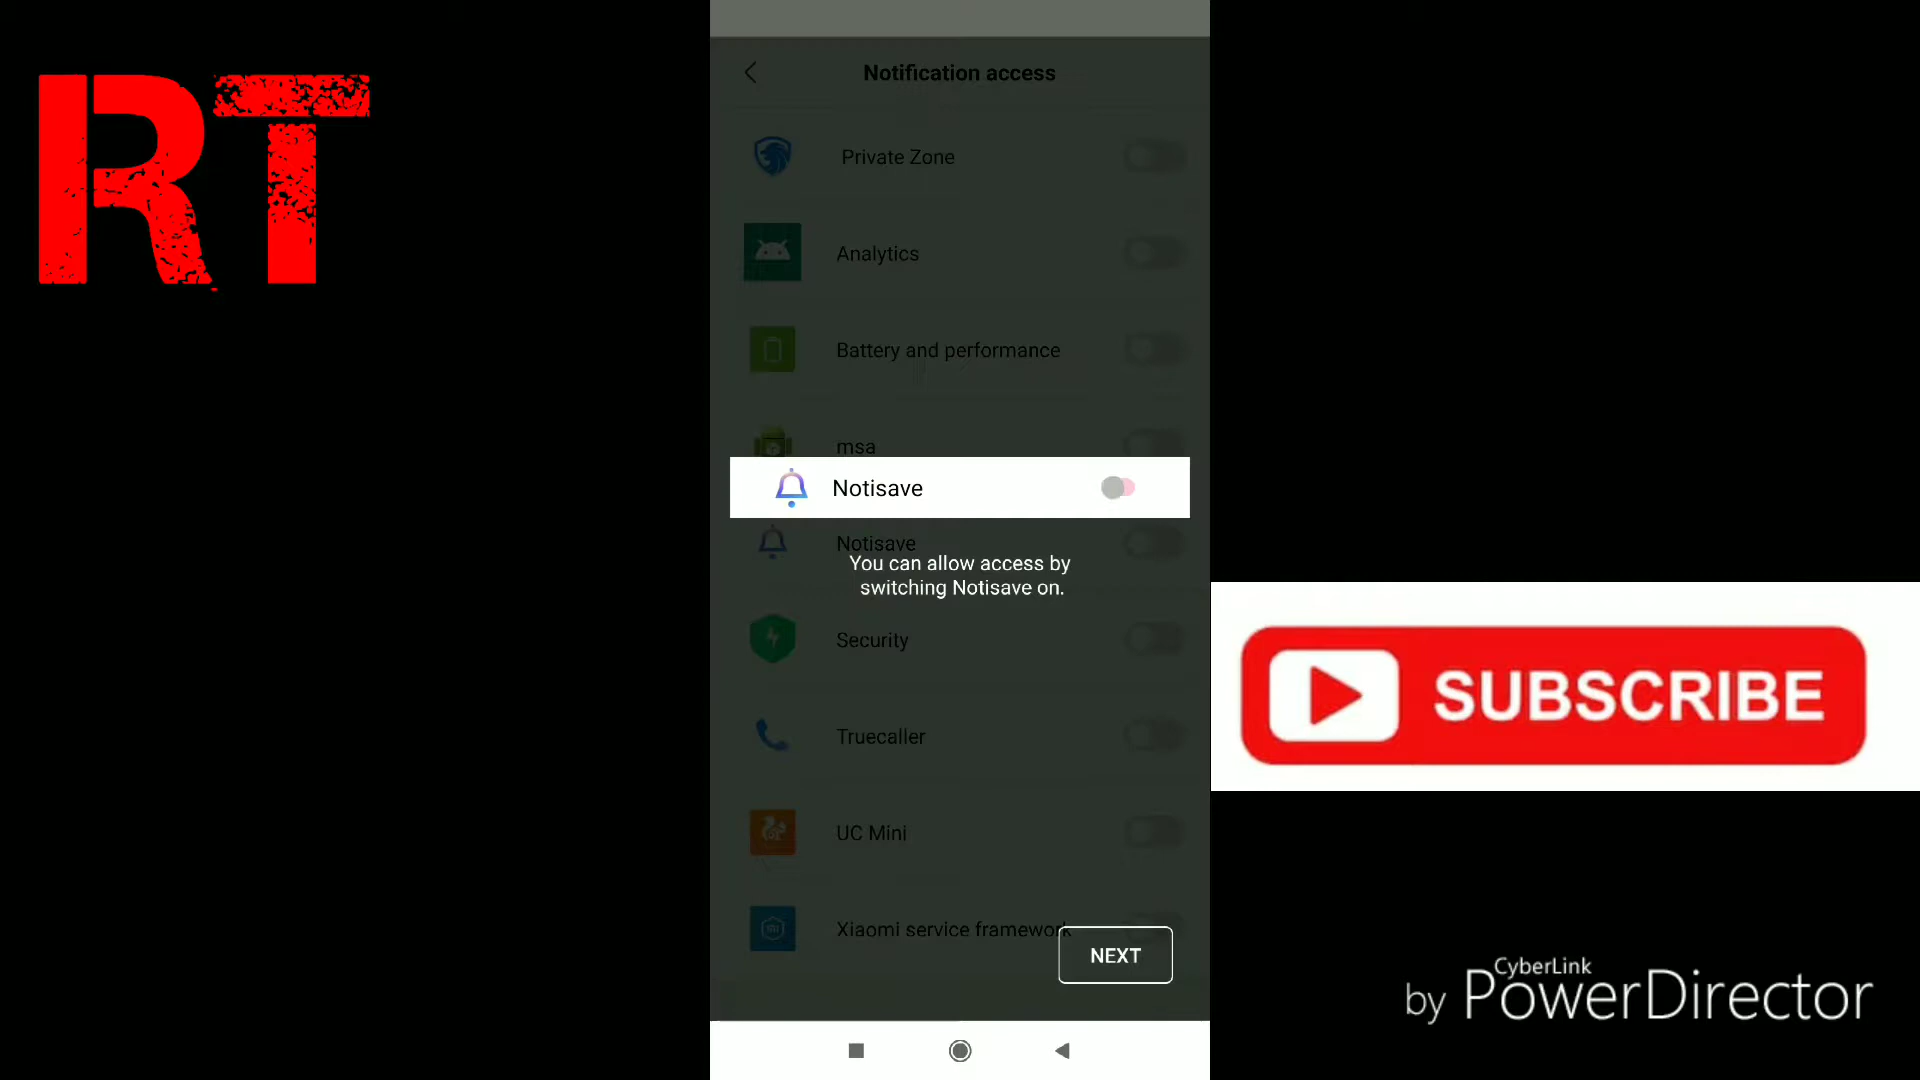 RT
Notification access
Private Zone
Analytics
Battery and performance
msa
Notisave
Notisave
You can allow access by
switching Notisave on.
Security
Truecaller
UC Mini
Xiaomi service framework
NEXT
SUBSCRIBE
by CyberLink
PowerDirector